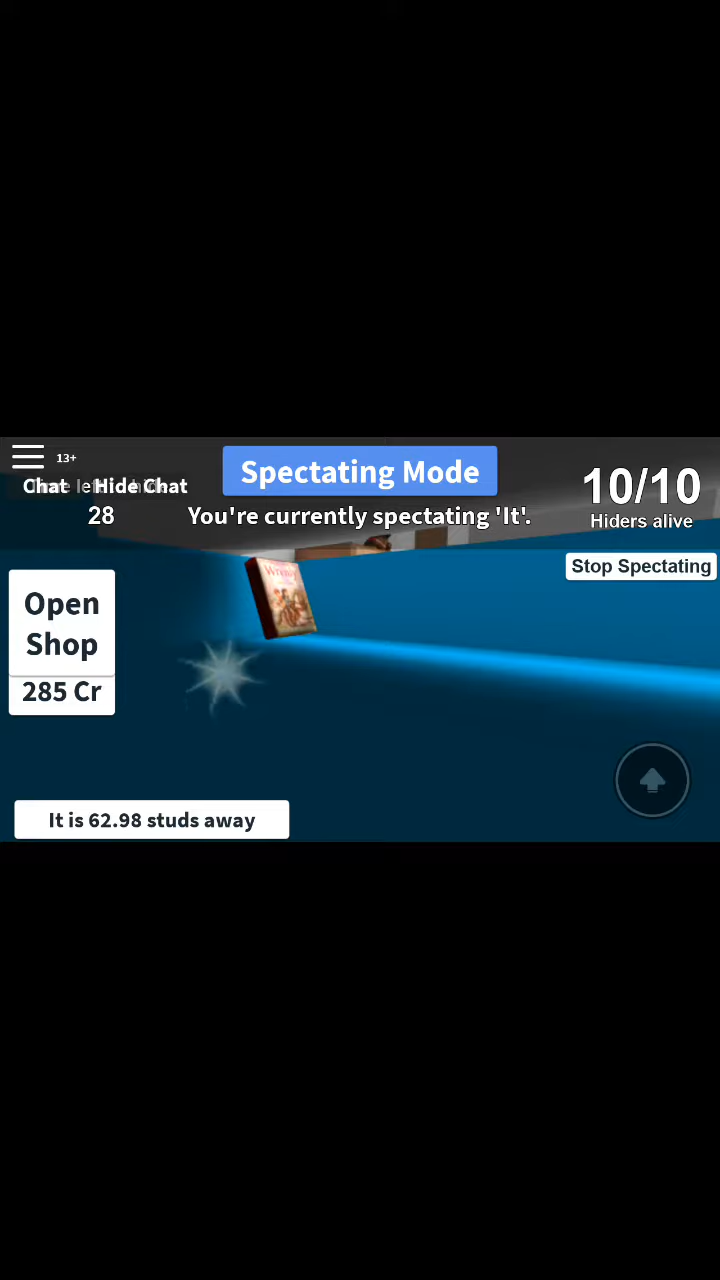 13+
Spectating Mode
10/10
Chat
Hide Chat
28
You're currently spectating 'It'.
Hiders alive
Stop Spectating
Open
Shop
285 Cr
It is 62.98 studs away